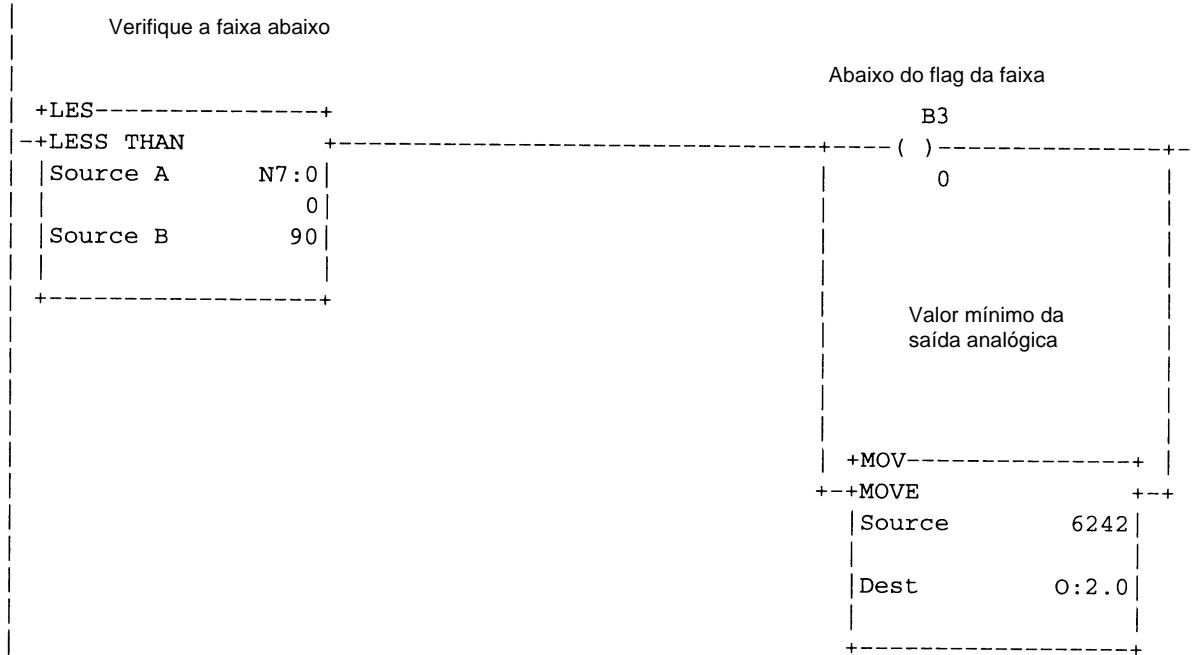 Verifique a faixa abaixo
Abaixo do flag da faixa
+LES---------------+
B3
-+LESS THAN +--------------------------------+----( )---------------+-
|Source A N7:0|
0
0|
|Source B 90|
+------------------+
Valor mínimo da
saída analógica
+MOV---------------+
+-+MOVE +-+
|Source 6242|
|Dest O:2.0|
+------------------+